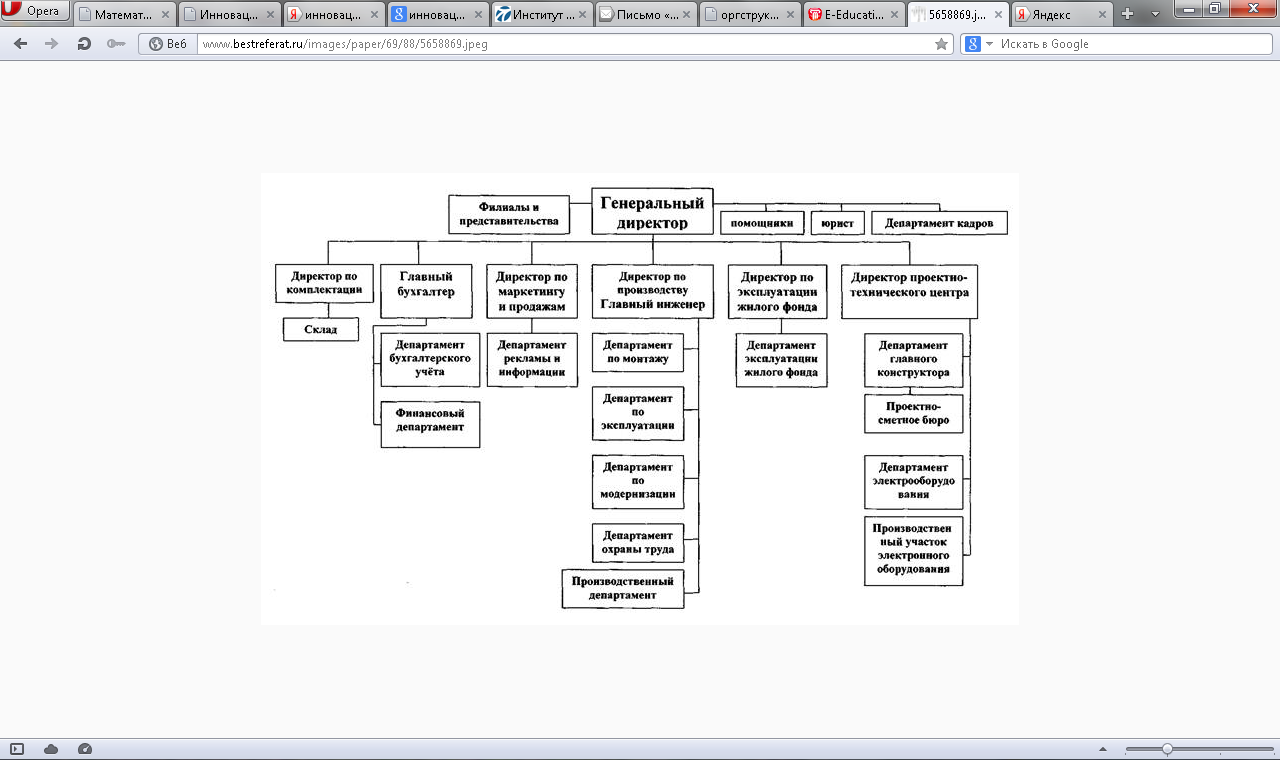 Opera
Математ...
Инновац...
инновац...
инновац...
Институт ...
Письмо «...
оргструк...
E-Educati...
5658869.j...
Яндекс
Веб
www.bestreferat.ru/images/paper/69/88/5658869.jpeg
Искать в Google
Филиалы и
представительства
Генеральный
директор
помощники
юрист
Департамент кадров
Директор по
комплектации
Главный
бухгалтер
Директор по
маркетингу
и продажам
Директор по
производству
Главный инженер
Директор по
эксплуатации
жилого фонда
Директор проектно-
технического центра
Склад
Департамент
бухгалтерского
учёта
Финансовый
департамент
Департамент
рекламы и
информации
Департамент
по монтажу
Департамент
по
эксплуатации
Департамент
по
модернизации
Департамент
охраны труда
Производственный
департамент
Департамент
эксплуатации
жилого фонда
Департамент
главного
конструктора
Проектно-
сметное бюро
Департамент
электрооборудо
вания
Производствен
ный участок
электронного
оборудования